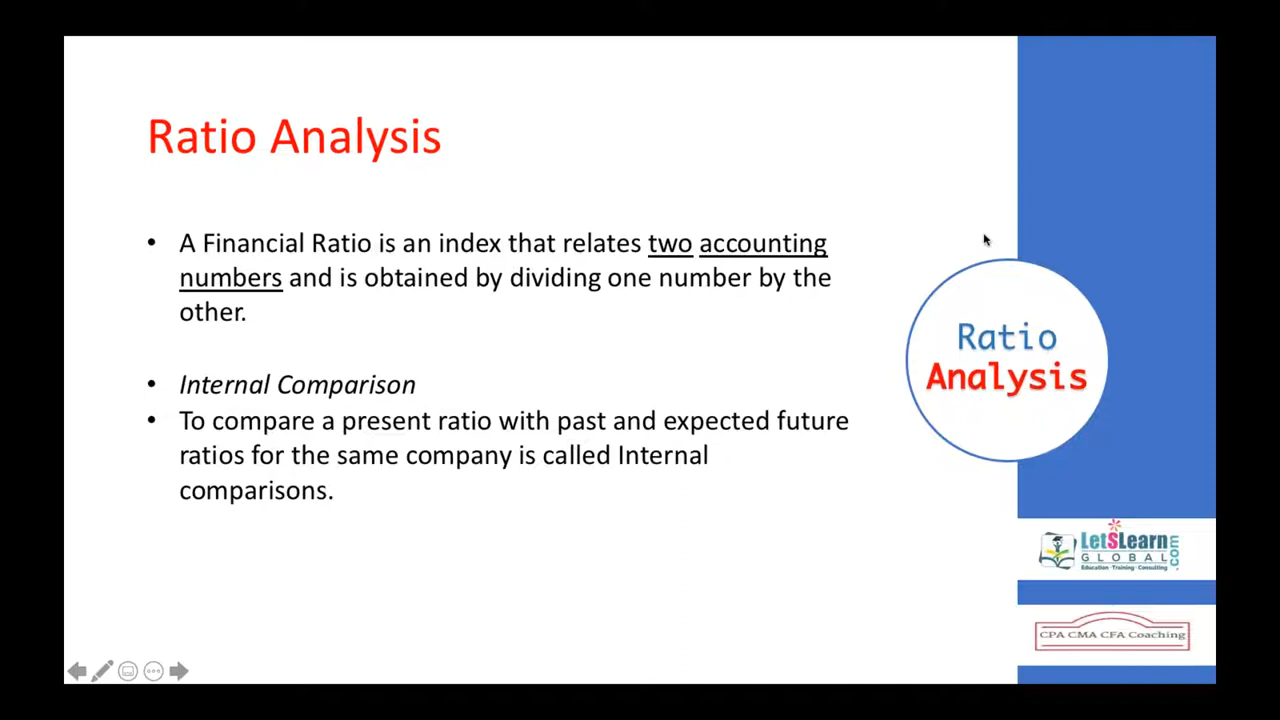 Ratio Analysis
• A Financial Ratio is an index that relates two accounting
numbers and is obtained by dividing one number by the
other.
• Internal Comparison
• To compare a present ratio with past and expected future
ratios for the same company is called Internal
comparisons.
Ratio
Analysis
LetSLearn
GLOBAL.com
Education-Training-Consulting
CPA CMA CFA Coaching